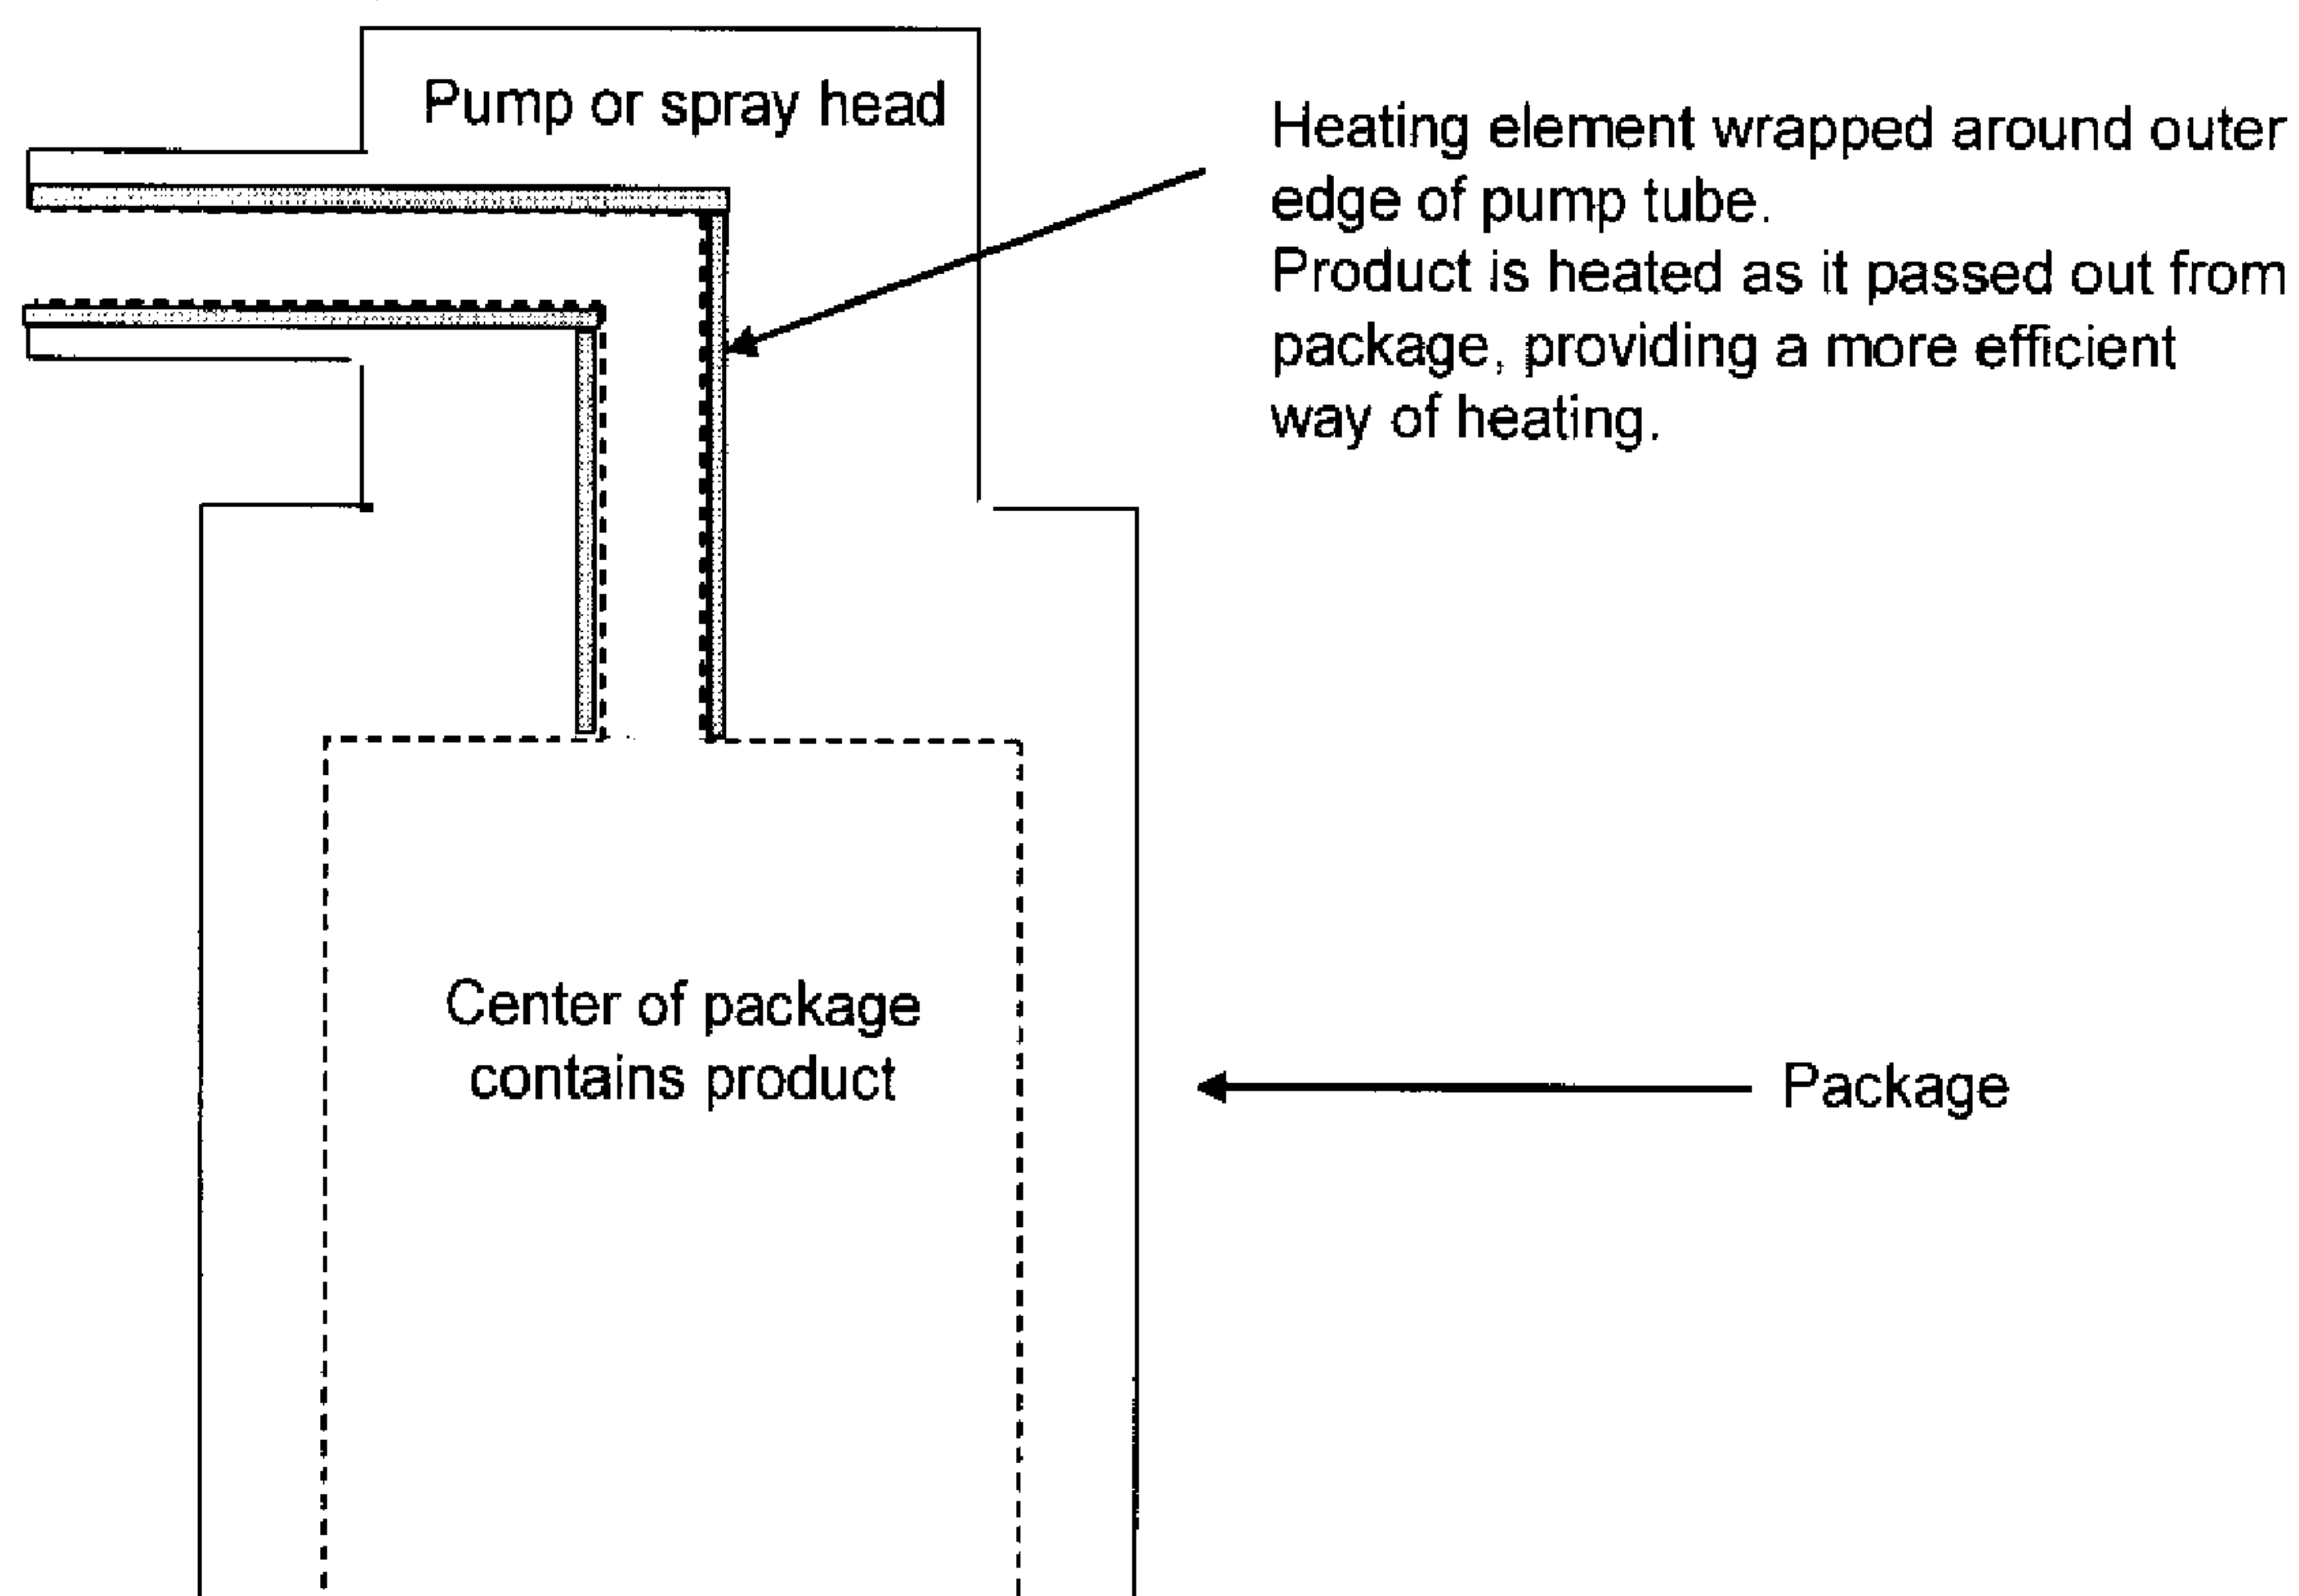 Pump or spray head
Heating element wrapped around outer
edge of pump tube.
Product is heated as it passed out from
package, providing a more efficient
way of heating.
Center of package
contains product
Package